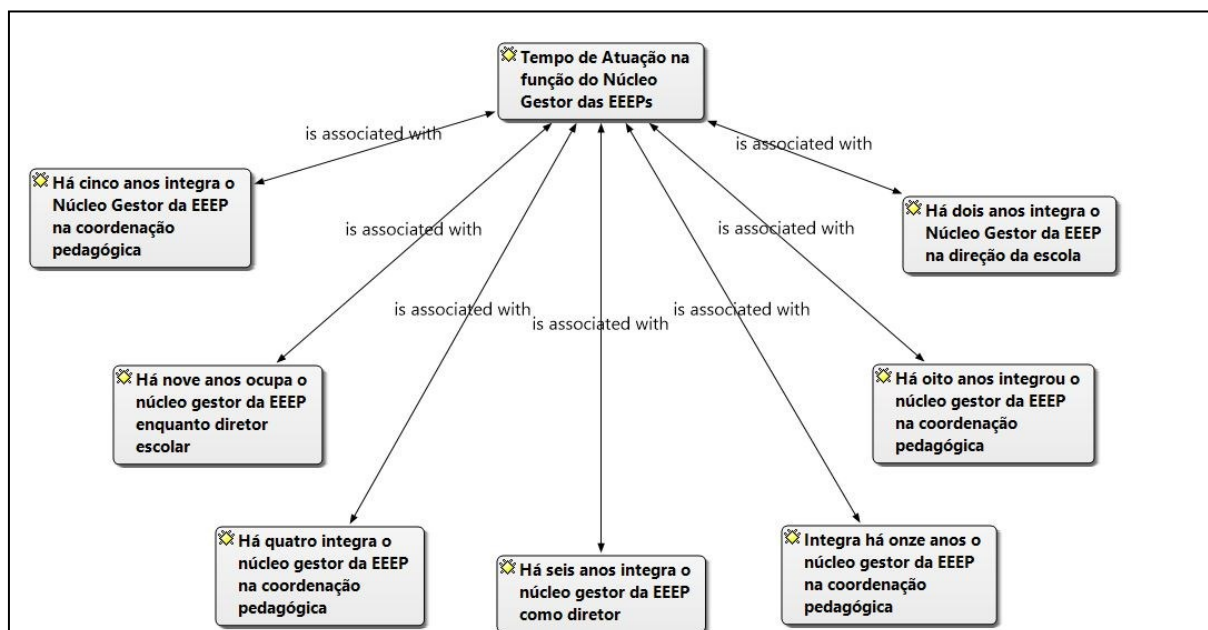 Tempo de Atuação na
função do Núcleo
Gestor das EEEPs
is associated with
is associated with
Há cinco anos integra o
Núcleo Gestor da EEEP
na coordenação
pedagógica
Há dois anos integra o
Núcleo Gestor da EEEP
na direção da escola
is associated with
is associated with
is associated with
is associated with
is associated with
Há nove anos ocupa o
núcleo gestor da EEEP
enquanto diretor
escolar
Há oito anos integrou o
núcleo gestor da EEEP
na coordenação
pedagógica
Há quatro integra o
núcleo gestor da EEEP
na coordenação
pedagógica
Há seis anos integra o
núcleo gestor da EEEP
como diretor
Integra há onze anos o
núcleo gestor da EEEP
na coordenação
pedagógica